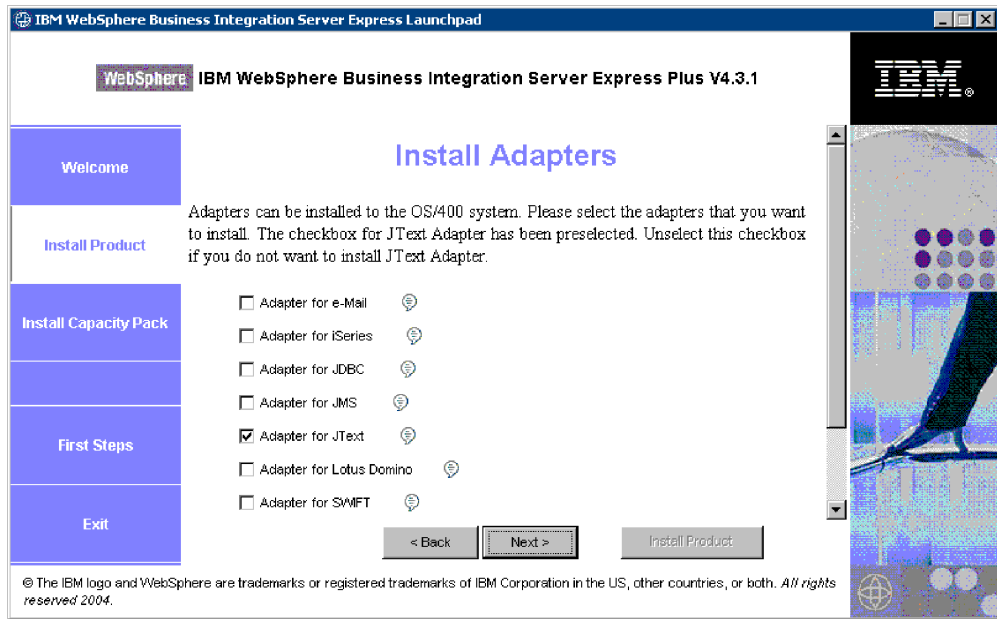 IBM WebSphere Business Integration Server Express Launchpad
WebSphere IBM WebSphere Business Integration Server Express Plus V4.3.1
IBM®
Welcome
Install Product
Install Capacity Pack
First Steps
Exit
Install Adapters
Adapters can be installed to the OS/400 system. Please select the adapters that you want
to install. The checkbox for JText Adapter has been preselected. Unselect this checkbox
if you do not want to install JText Adapter.
Adapter for e-Mail
Adapter for iSeries
Adapter for JDBC
Adapter for JMS
Adapter for JText
Adapter for Lotus Domino
Adapter for SWIFT
< Back
Next >
Install Product
© The IBM logo and WebSphere are trademarks or registered trademarks of IBM Corporation in the US, other countries, or both. All rights
reserved 2004.